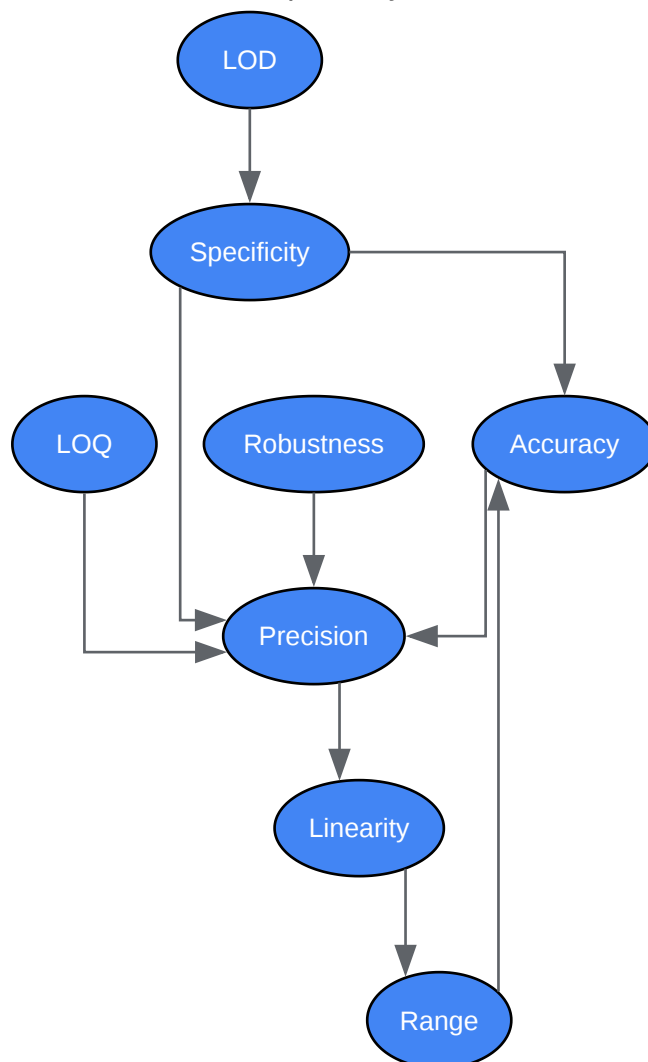 LOD
Specificity
LOQ
Robustness
Accuracy
Precision
Linearity
Range